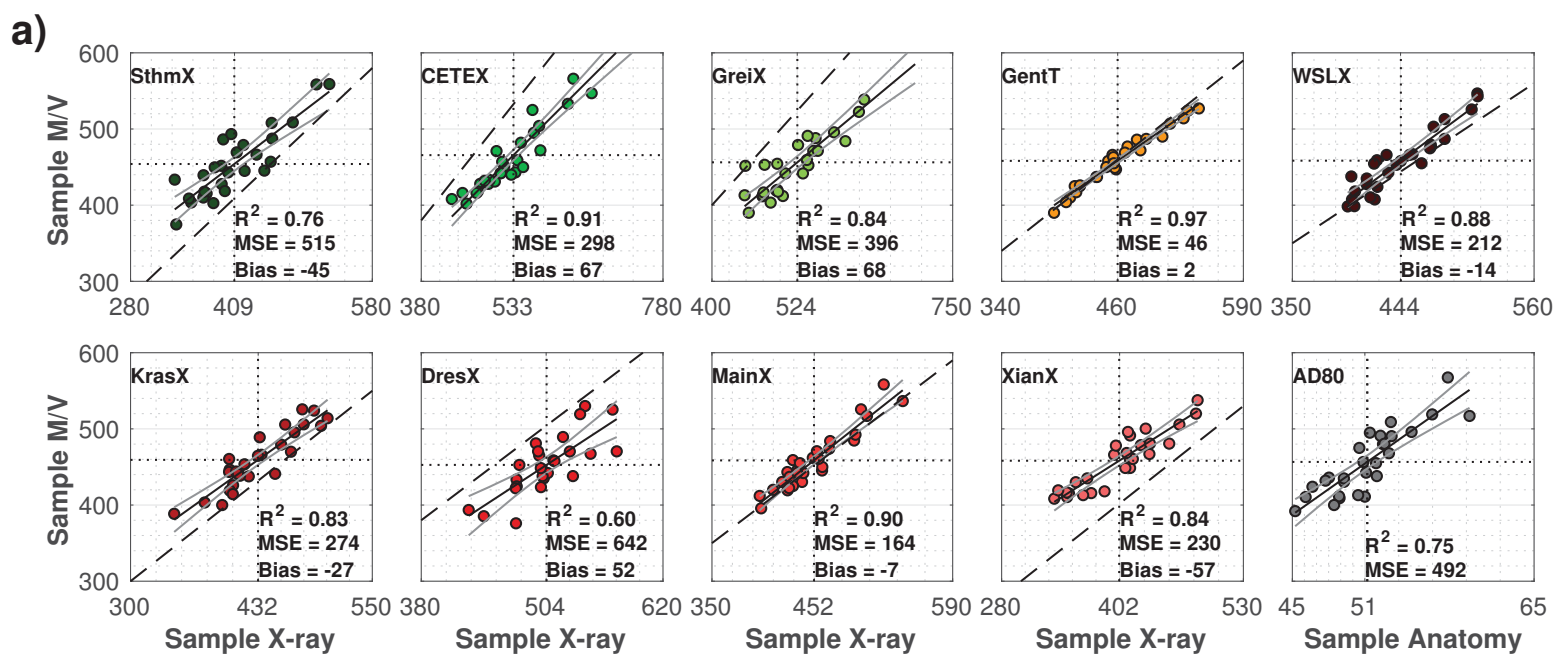 a)
Sample M/V
600
500
400
300
SthmX
R² = 0.76
MSE = 515
Bias = -45
280 409 580
CETEX
R² = 0.91
MSE = 298
Bias = 67
380 533 780
GreiX
R² = 0.84
MSE = 396
Bias = 68
400 524 750
GentT
R² = 0.97
MSE = 46
Bias = 2
340 460 590
WSLX
R² = 0.88
MSE = 212
Bias = -14
350 444 560
Sample M/V
600
500
400
300
KrasX
R² = 0.83
MSE = 274
Bias = -27
300 432 550
Sample X-ray
DresX
R² = 0.60
MSE = 642
Bias = 52
380 504 620
Sample X-ray
MainX
R² = 0.90
MSE = 164
Bias = -7
350 452 590
Sample X-ray
XianX
R² = 0.84
MSE = 230
Bias = -57
280 402 530
Sample X-ray
AD80
R² = 0.75
MSE = 492
45 51 65
Sample Anatomy